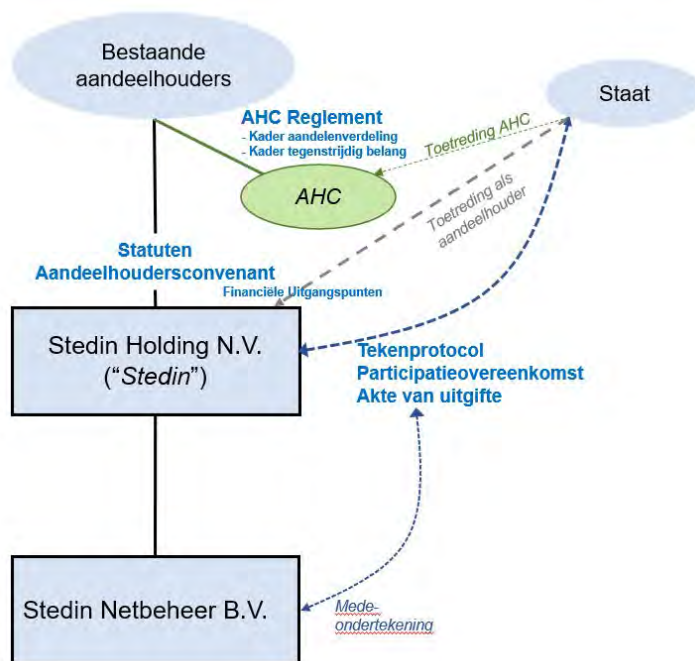 Bestaande
aandeelhouders
Staat
AHC Reglement
- Kader aandelenverdeling
- Kader tegenstrijdig belang
Toetreding AHC
AHC
Toetreding als
aandeelhouder
Statuten
Aandeelhoudersconvenant
Financiële Uitgangspunten
Stedin Holding N.V.
(“Stedin”)
Tekenprotocol
Participatieovereenkomst
Akte van uitgifte
Stedin Netbeheer B.V.
Mede-
ondertekening